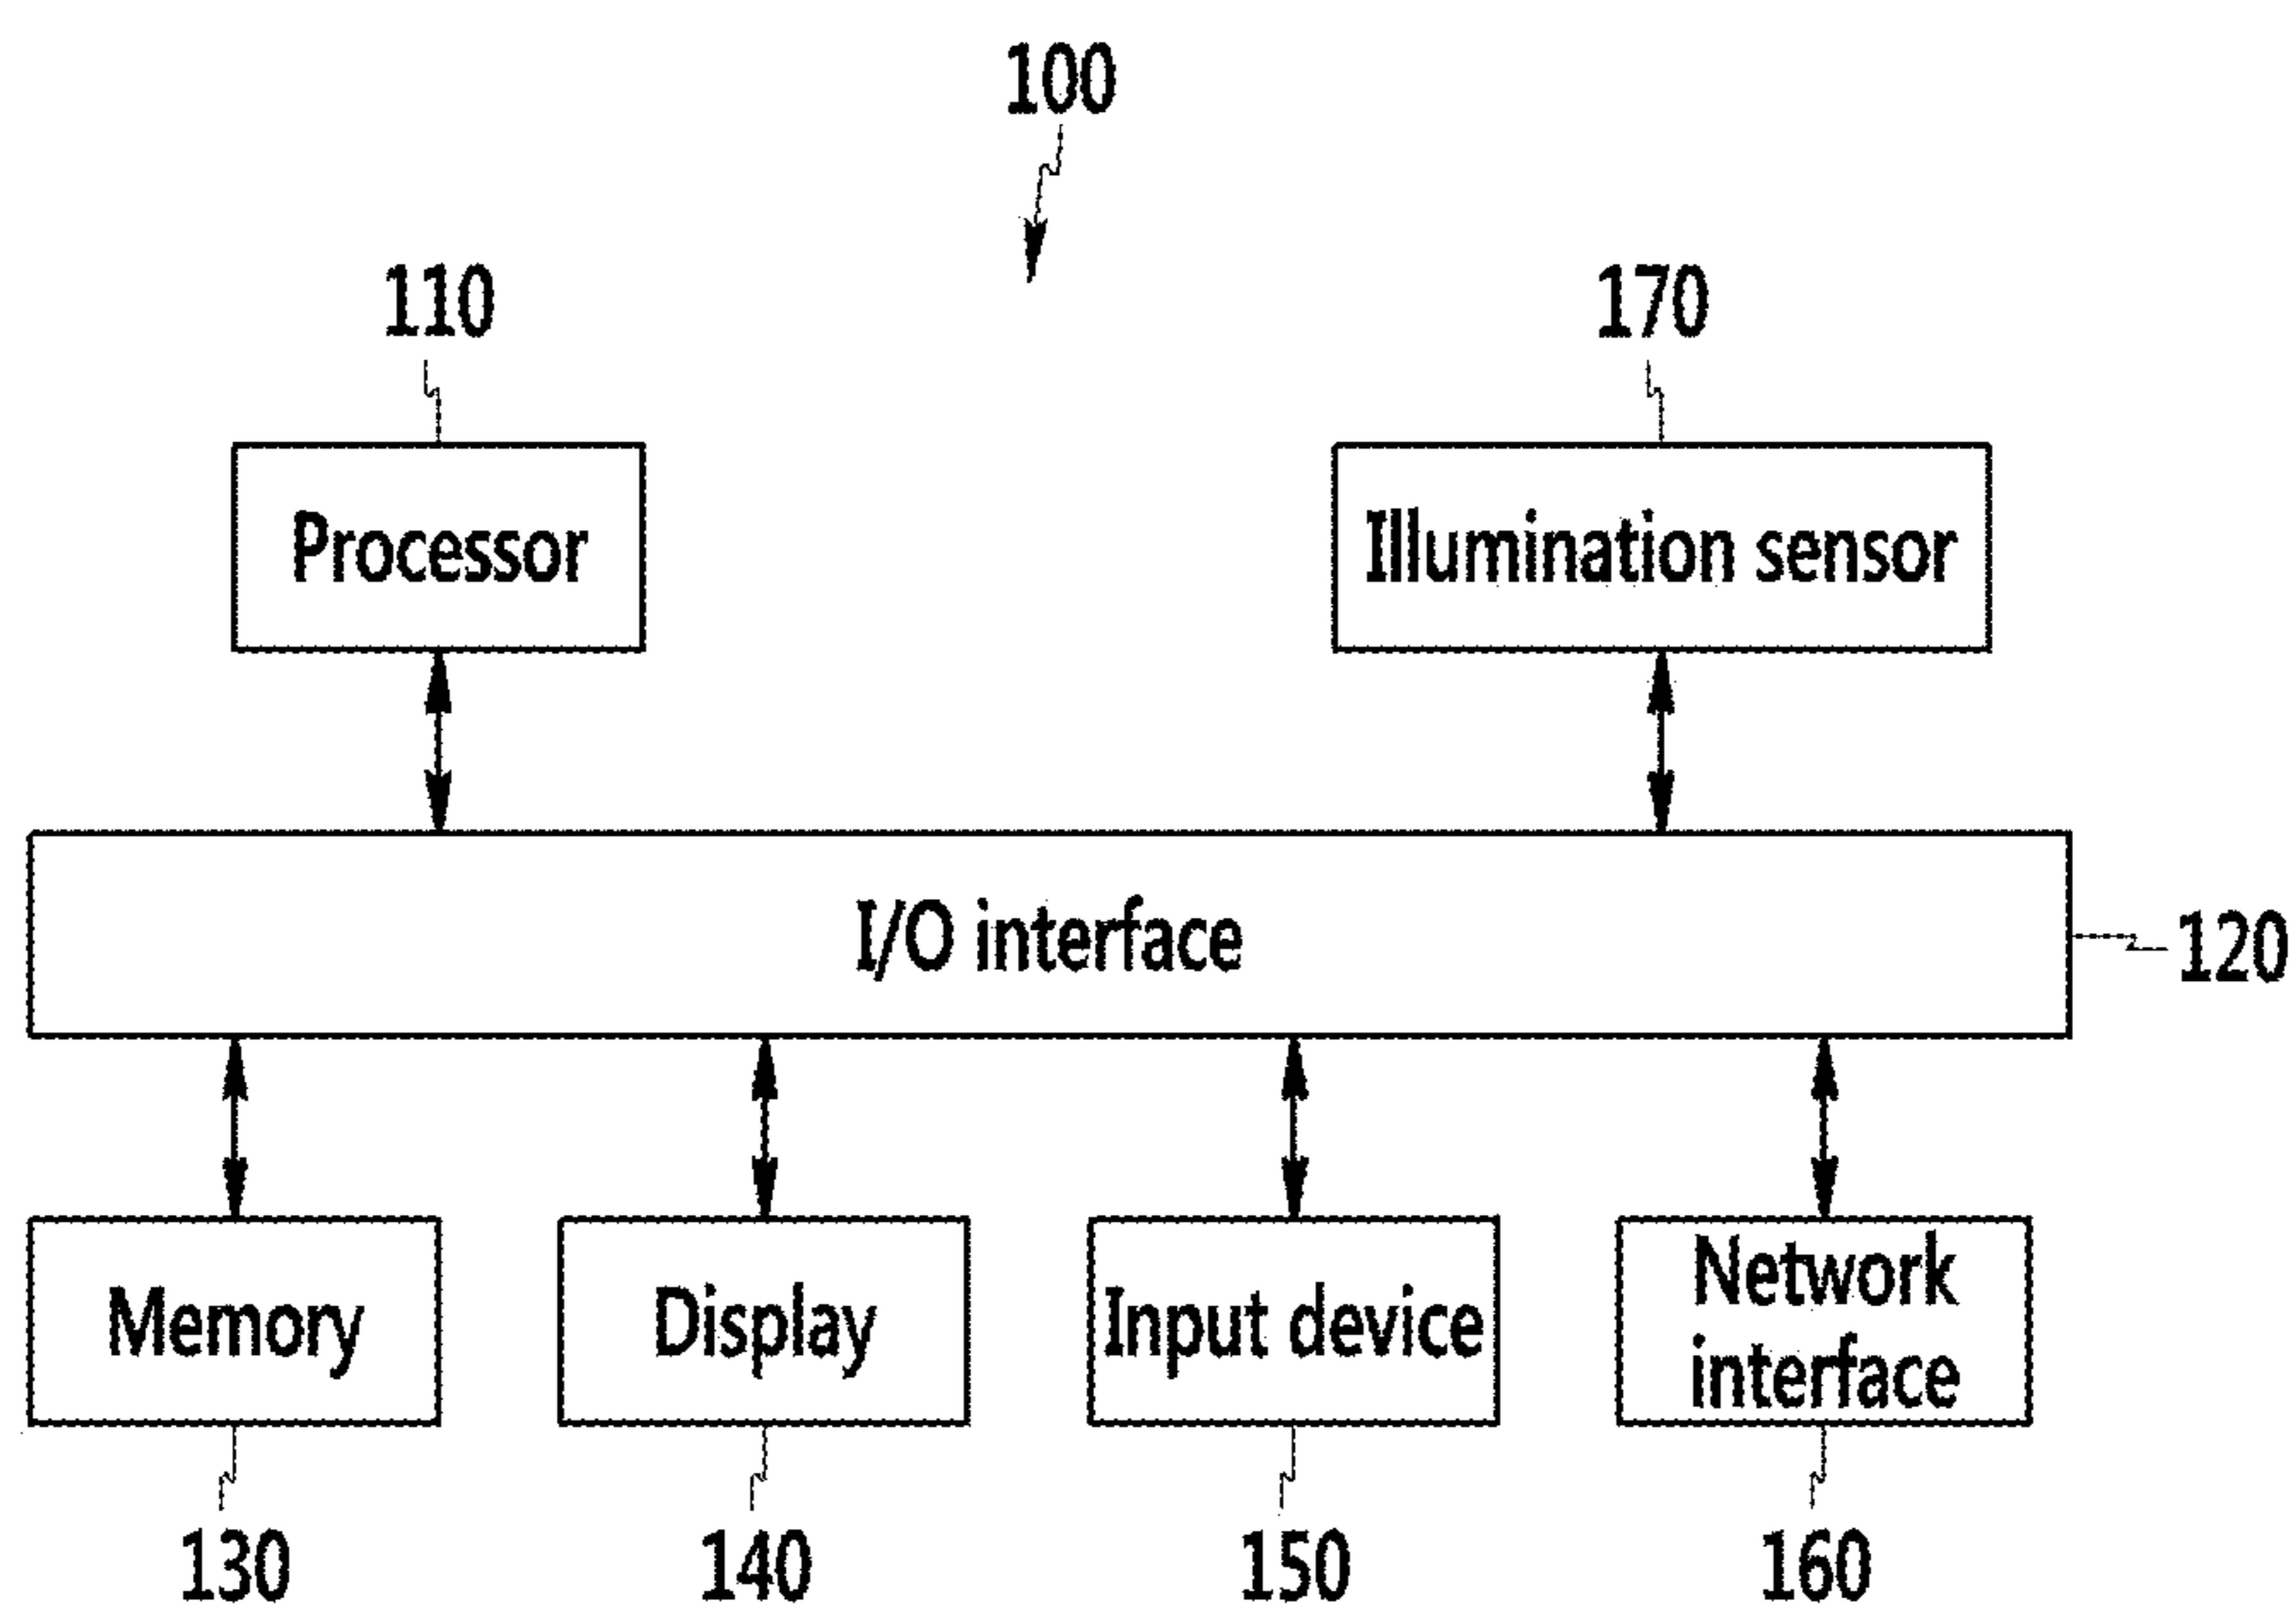 100
110
170
Processor
Illumination sensor
I/O interface
120
Memory
Display
Input device
Network
interface
130
140
150
160